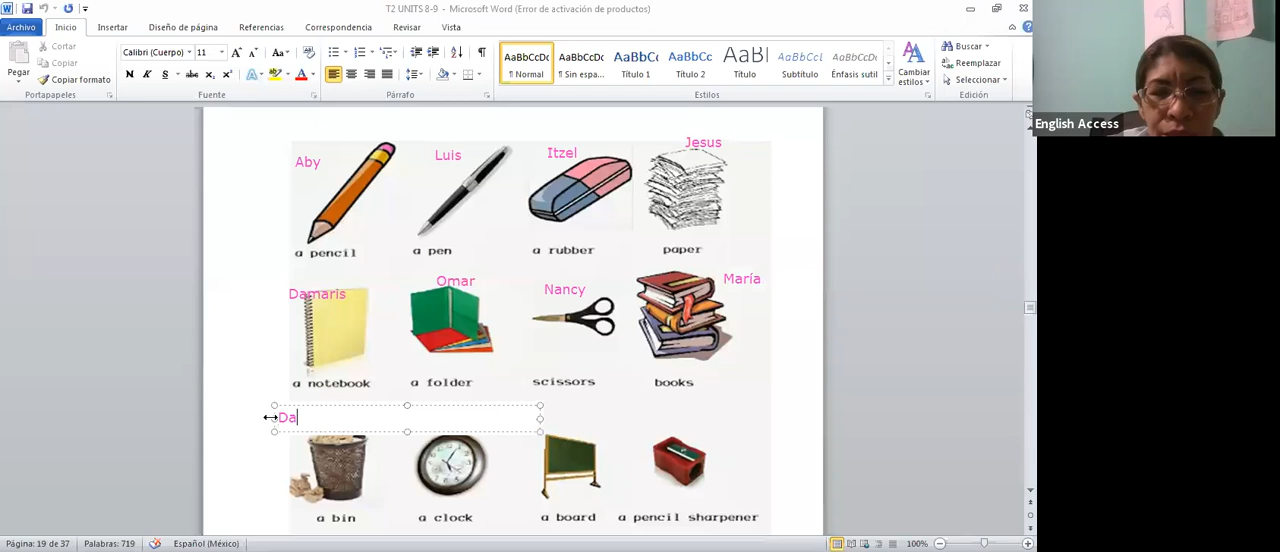 T2 UNITS 8-9 - Microsoft Word (Error de activación de productos)
Archivo Inicio Insertar Diseño de página Referencias Correspondencia Revisar Vista
Pegar
Cortar
Copiar
Copiar formato
Portapapeles
Calibri (Cuerpo) 11
N K S abc x₂ x² A
Fuente
Párrafo
AaBbCcDc AaBbCcDc AaBbC AaBbCc AaBl AaBbCcL AaBbCcDc
¶ Normal ¶ Sin espa... Título 1 Título 2 Título Subtítulo Énfasis sutil
Estilos
Cambiar estilos
Buscar
Reemplazar
Seleccionar
Edición
English Access
Aby Luis Itzel Jesus
a pencil a pen a rubber paper
Damaris Omar Nancy María
a notebook a folder scissors books
Da
a bin a clock a board a pencil sharpener
Página: 19 de 37 Palabras: 719 Español (México) 100%